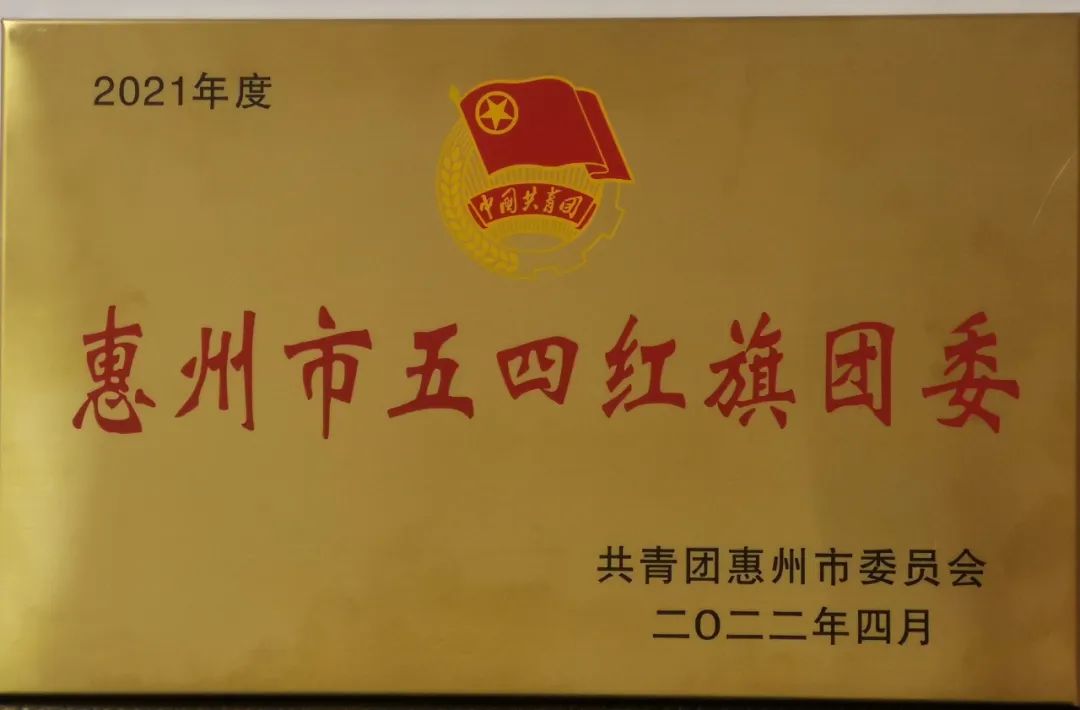 2021年度
中国共青团
惠州市五四红旗团委
共青团惠州市委员会
二〇二二年四月